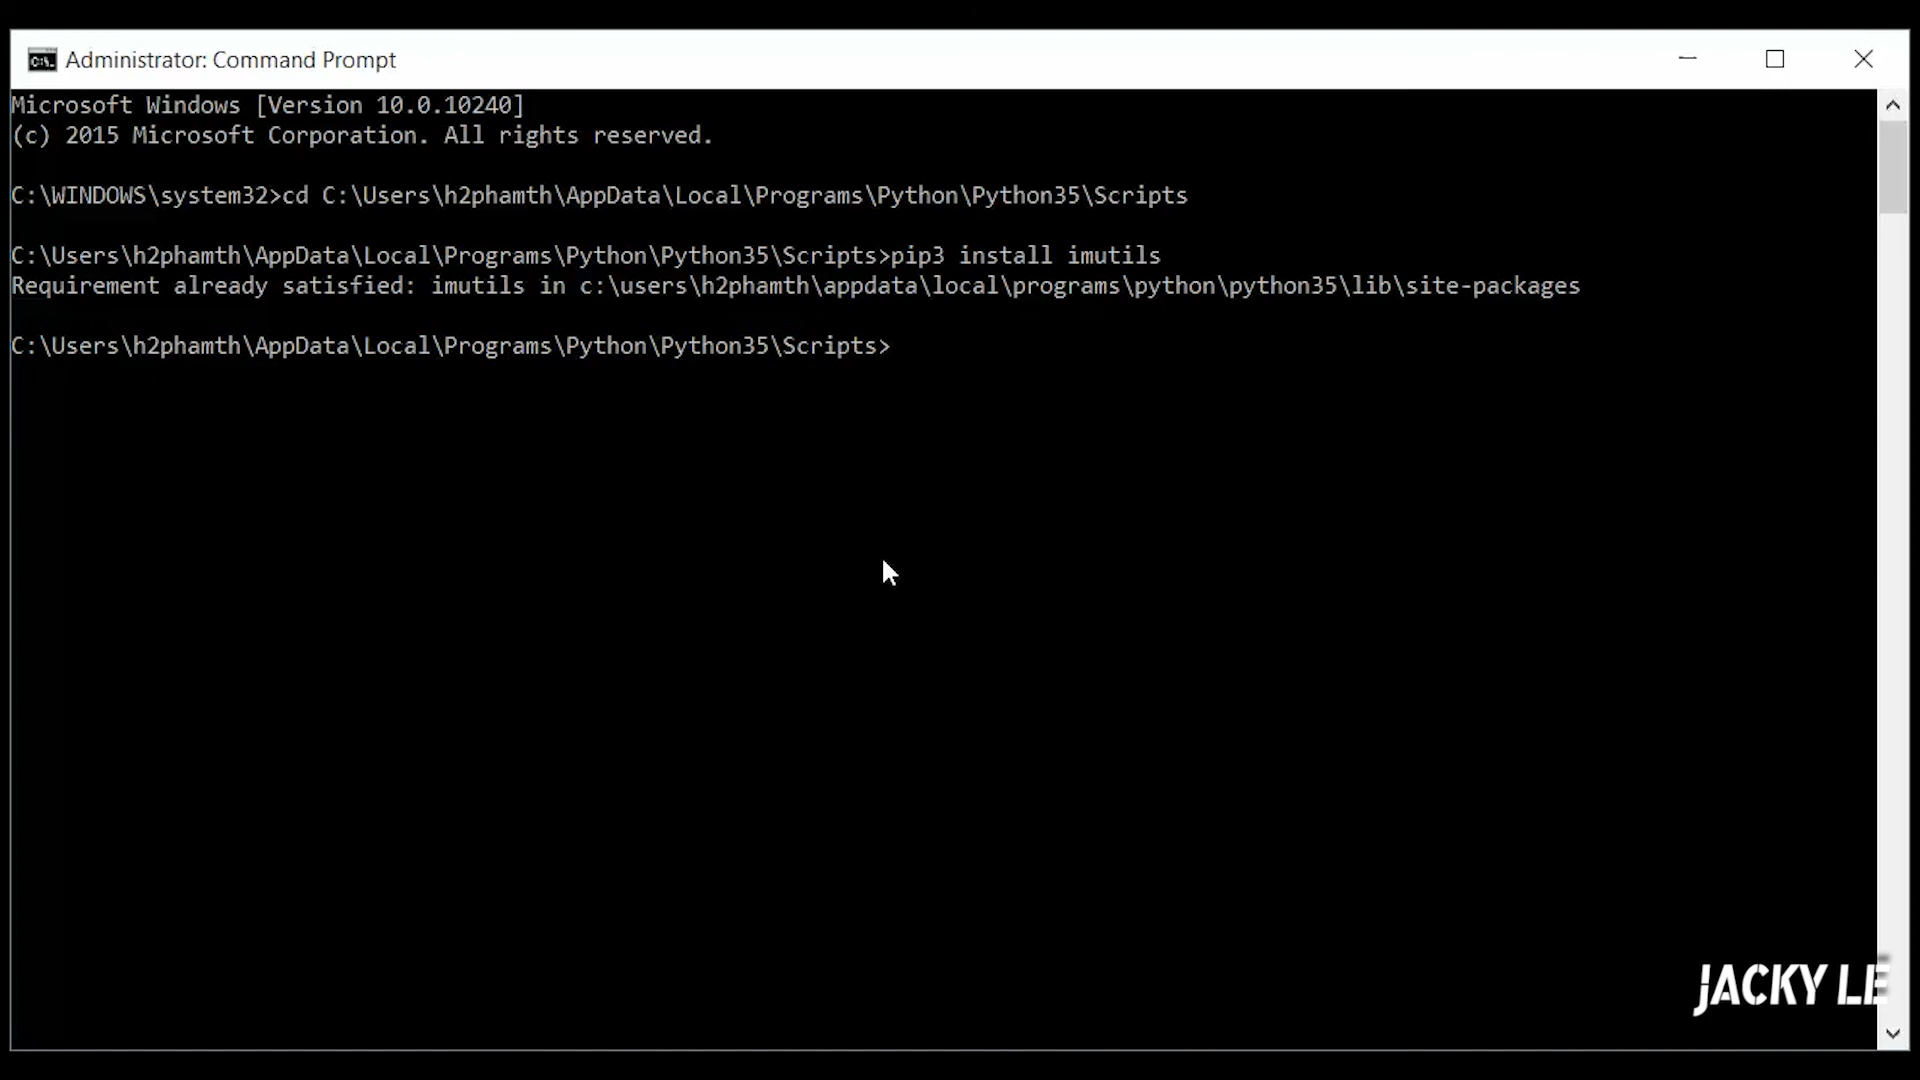 Administrator: Command Prompt
Microsoft Windows [Version 10.0.10240]
(c) 2015 Microsoft Corporation. All rights reserved.
C:\WINDOWS\system32>cd C:\Users\h2phamth\AppData\Local\Programs\Python\Python35\Scripts
C:\Users\h2phamth\AppData\Local\Programs\Python\Python35\Scripts>pip3 install imutils
Requirement already satisfied: imutils in c:\users\h2phamth\appdata\local\programs\python\python35\lib\site-packages
C:\Users\h2phamth\AppData\Local\Programs\Python\Python35\Scripts>
JACKY LE